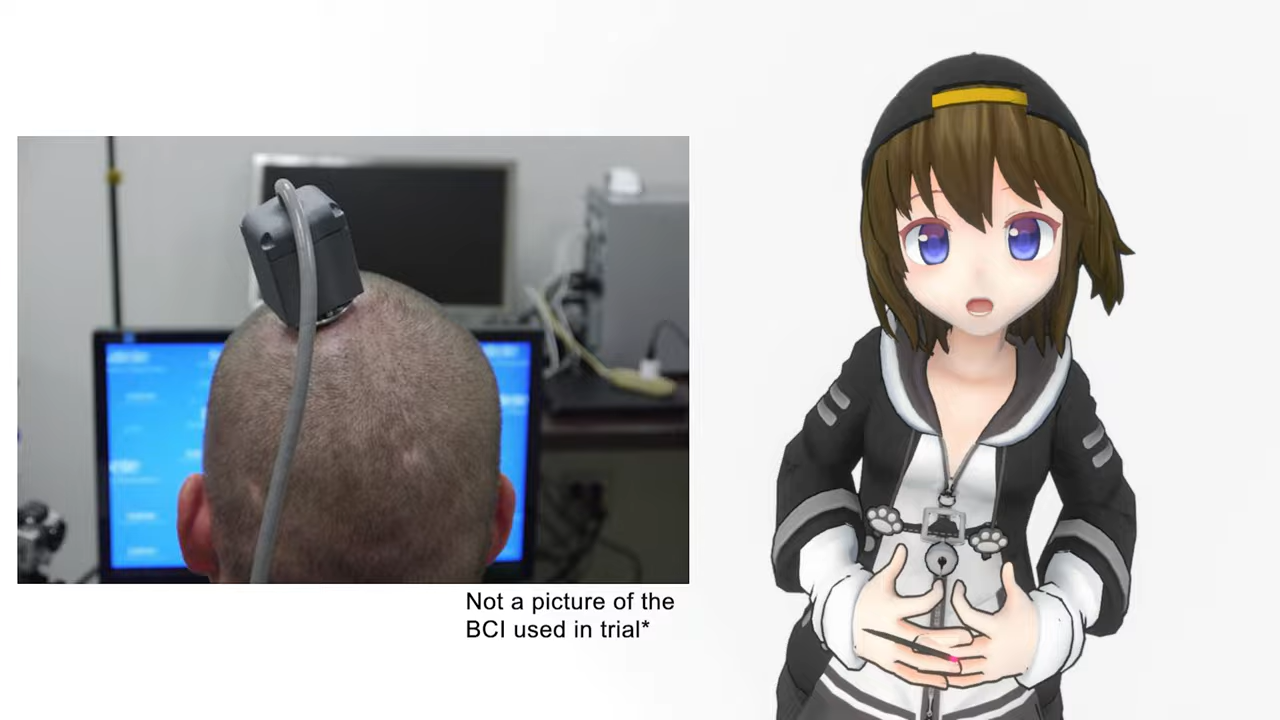 Not a picture of the
BCI used in trial*